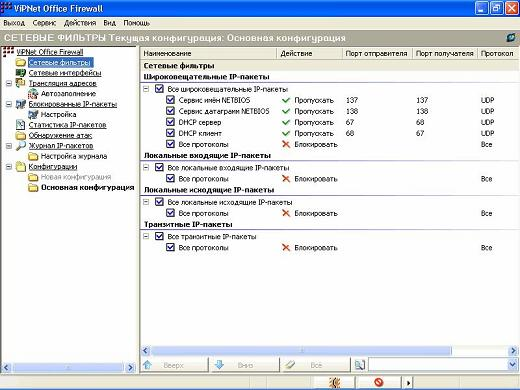 ViPNet Office Firewall
Выход Сервис Действия Вид Помощь
СЕТЕВЫЕ ФИЛЬТРЫ Текущая конфигурация: Основная конфигурация
ViPNet Office Firewall
Сетевые фильтры
Сетевые интерфейсы
Трансляция адресов
Автозаполнение
Блокированные IP-пакеты
Настройка
Статистика IP-пакетов
Обнаружение атак
Журнал IP-пакетов
Настройка журнала
Конфигурации
Новая конфигурация
Основная конфигурация
Наименование Действие Порт отправителя Порт получателя Протокол
Сетевые фильтры
Широковещательные IP-пакеты
Все широковещательные IP-пакеты
Сервис имён NETBIOS Пропускать 137 137 UDP
Сервис датаграмм NETBIOS Пропускать 138 138 UDP
DHCP сервер Пропускать 67 68 UDP
DHCP клиент Пропускать 68 67 UDP
Все протоколы Блокировать Все
Локальные входящие IP-пакеты
Все локальные входящие IP-пакеты
Все протоколы Блокировать Все
Локальные исходящие IP-пакеты
Все локальные исходящие IP-пакеты
Все протоколы Блокировать Все
Транзитные IP-пакеты
Все транзитные IP-пакеты
Все протоколы Блокировать Все
Вверх Вниз Всё